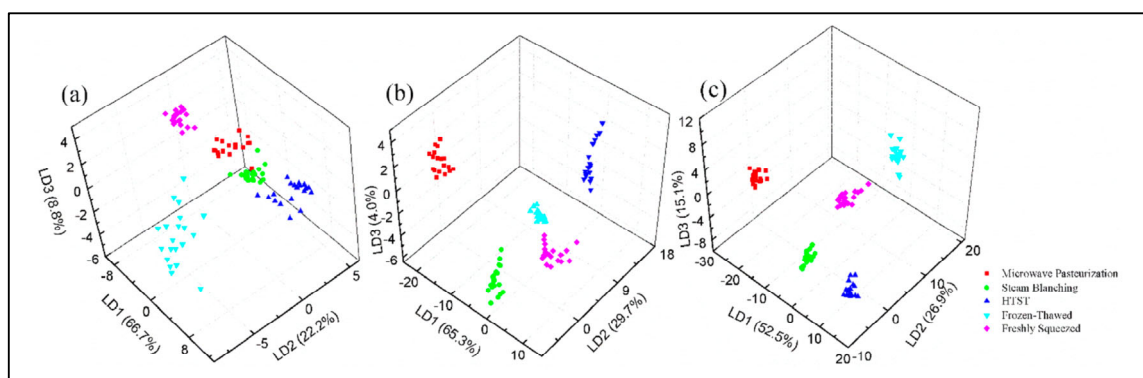 (a)
4
2
0
-2
-4
-6
LD3 (8.8%)
-8
0
8
LD1 (66.7%)
-5
0
5
LD2 (22.2%)
(b)
4
2
0
-2
-4
-6
LD3 (4.0%)
-20
-10
0
10
LD1 (65.3%)
0
9
18
LD2 (29.7%)
(c)
12
8
4
0
-4
-8
LD3 (15.1%)
-30
-20
-10
0
10
20
LD1 (52.5%)
-10
0
10
20
LD2 (26.9%)
Microwave Pasteurization
Steam Blanching
HTST
Frozen-Thawed
Freshly Squeezed